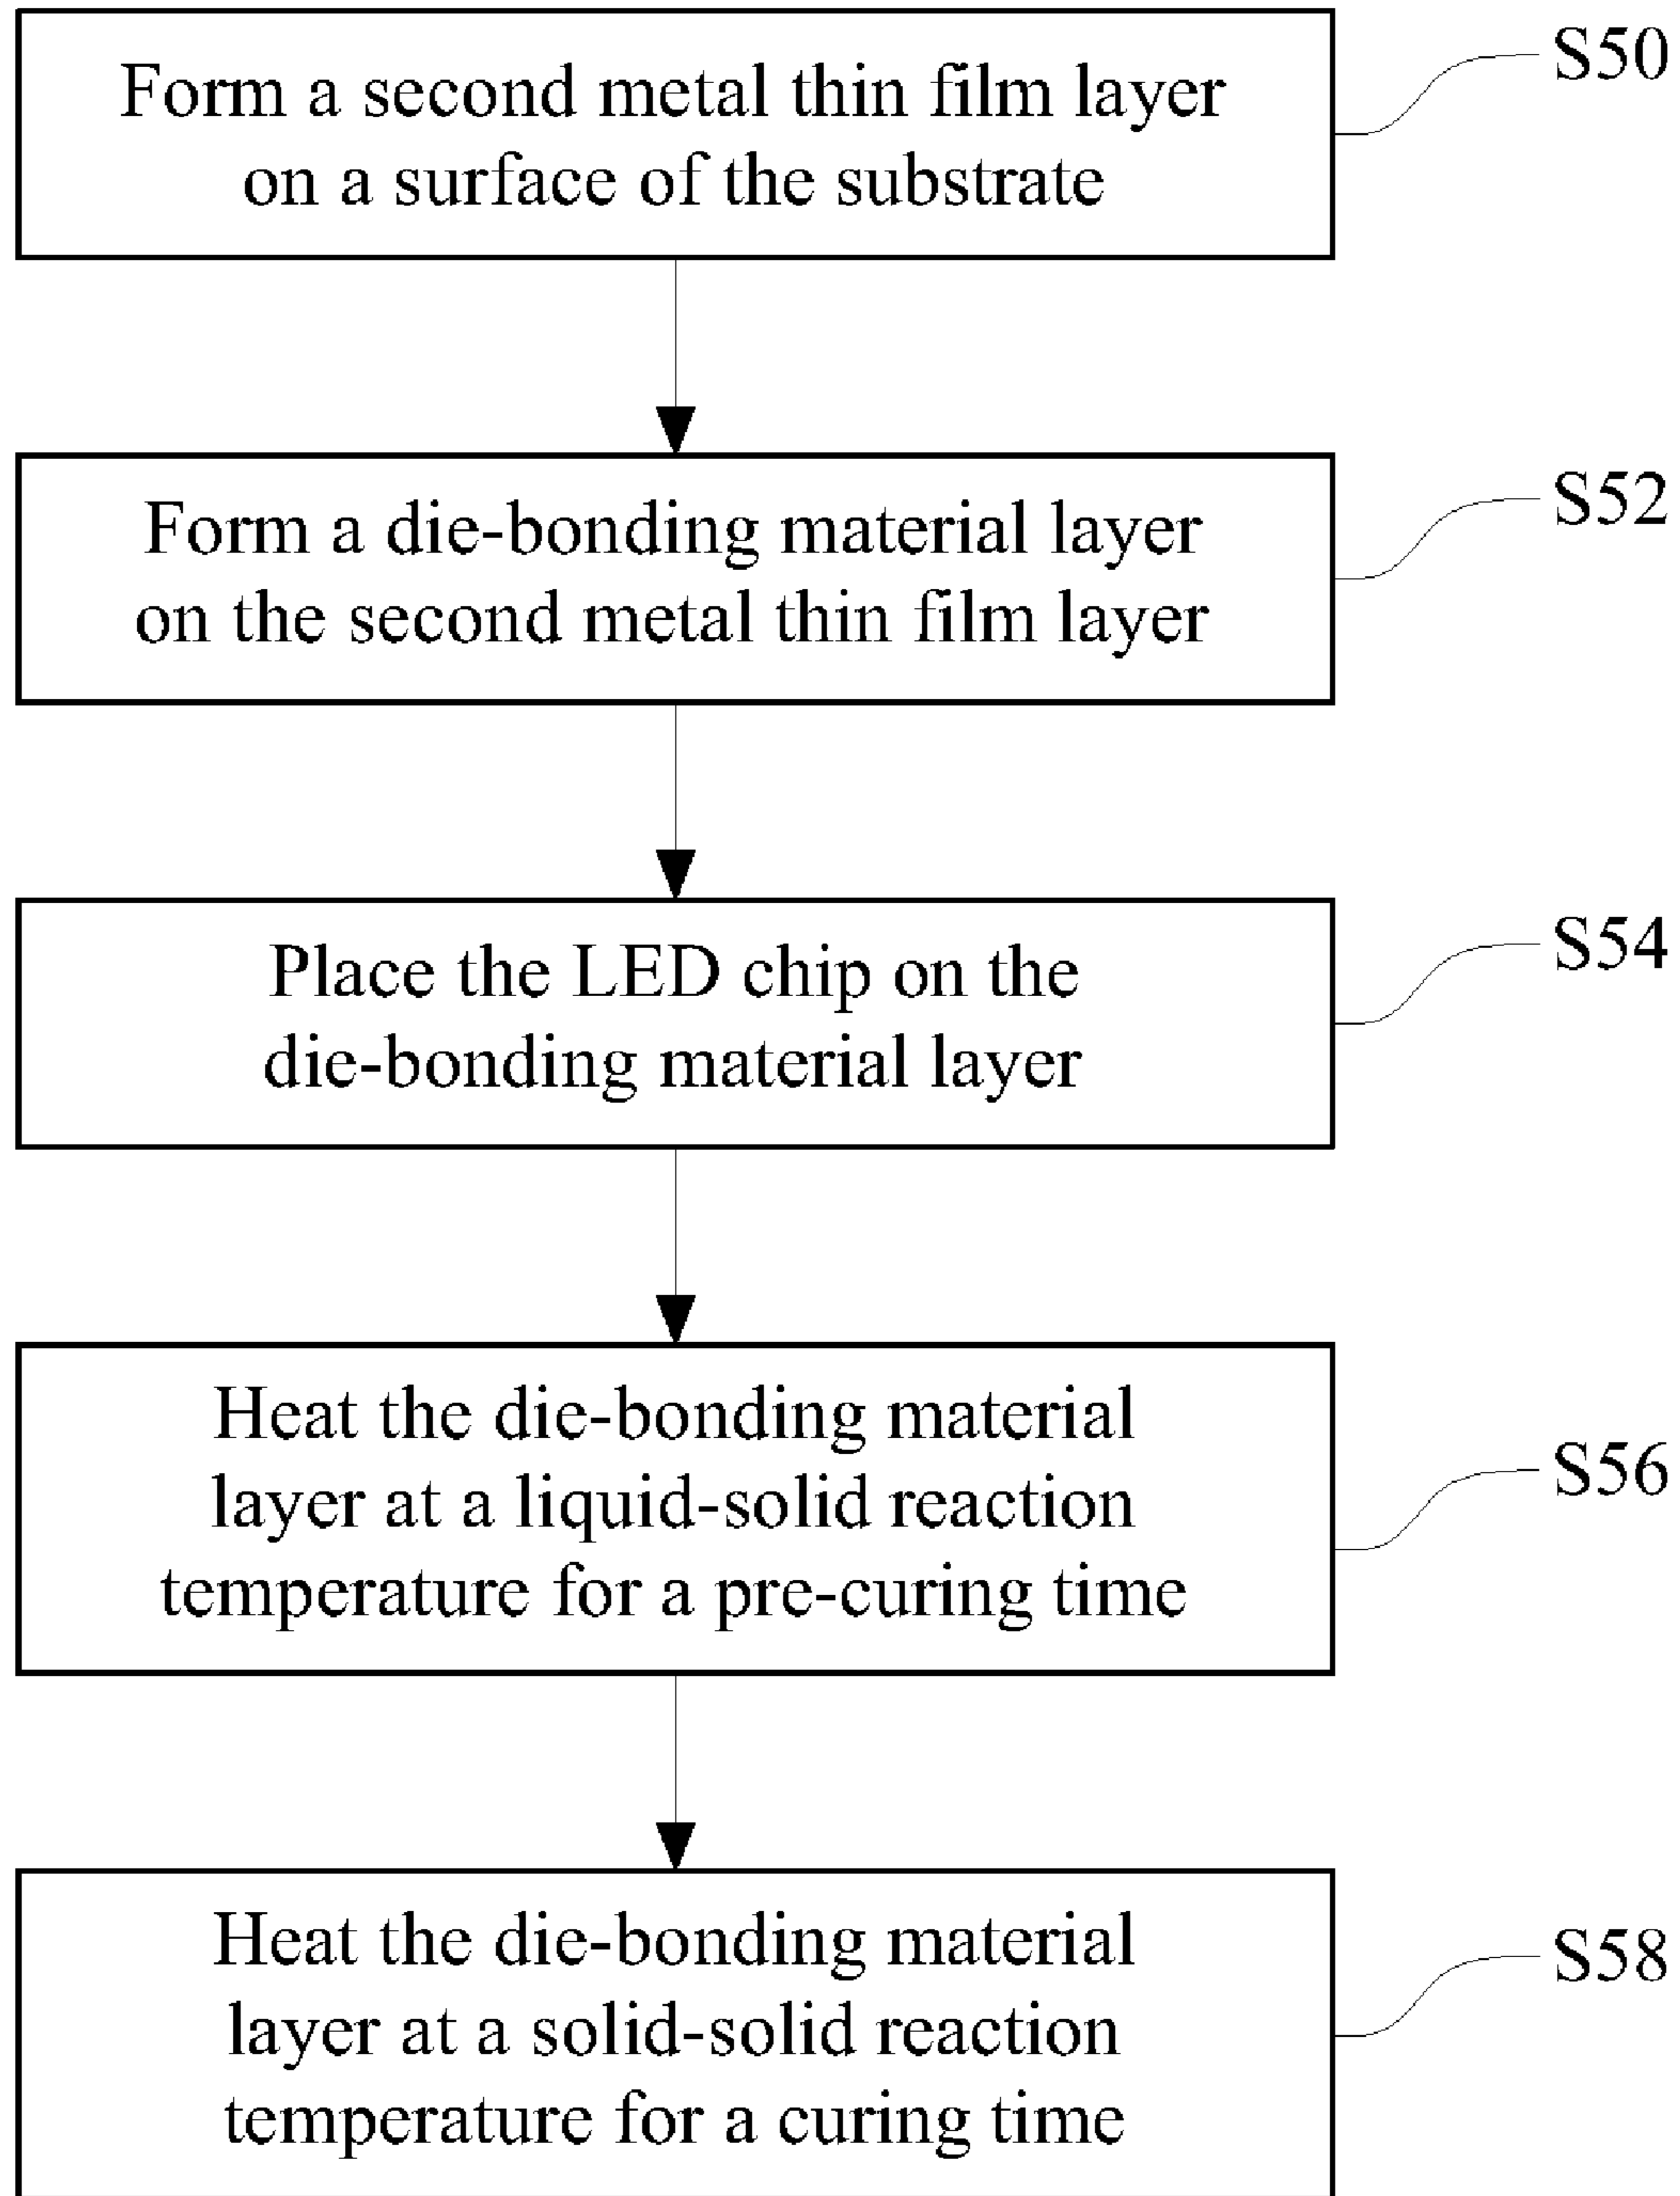 Form a second metal thin film layer
on a surface of the substrate
S50
Form a die-bonding material layer
on the second metal thin film layer
S52
Place the LED chip on the
die-bonding material layer
S54
Heat the die-bonding material
layer at a liquid-solid reaction
temperature for a pre-curing time
S56
Heat the die-bonding material
layer at a solid-solid reaction
temperature for a curing time
S58